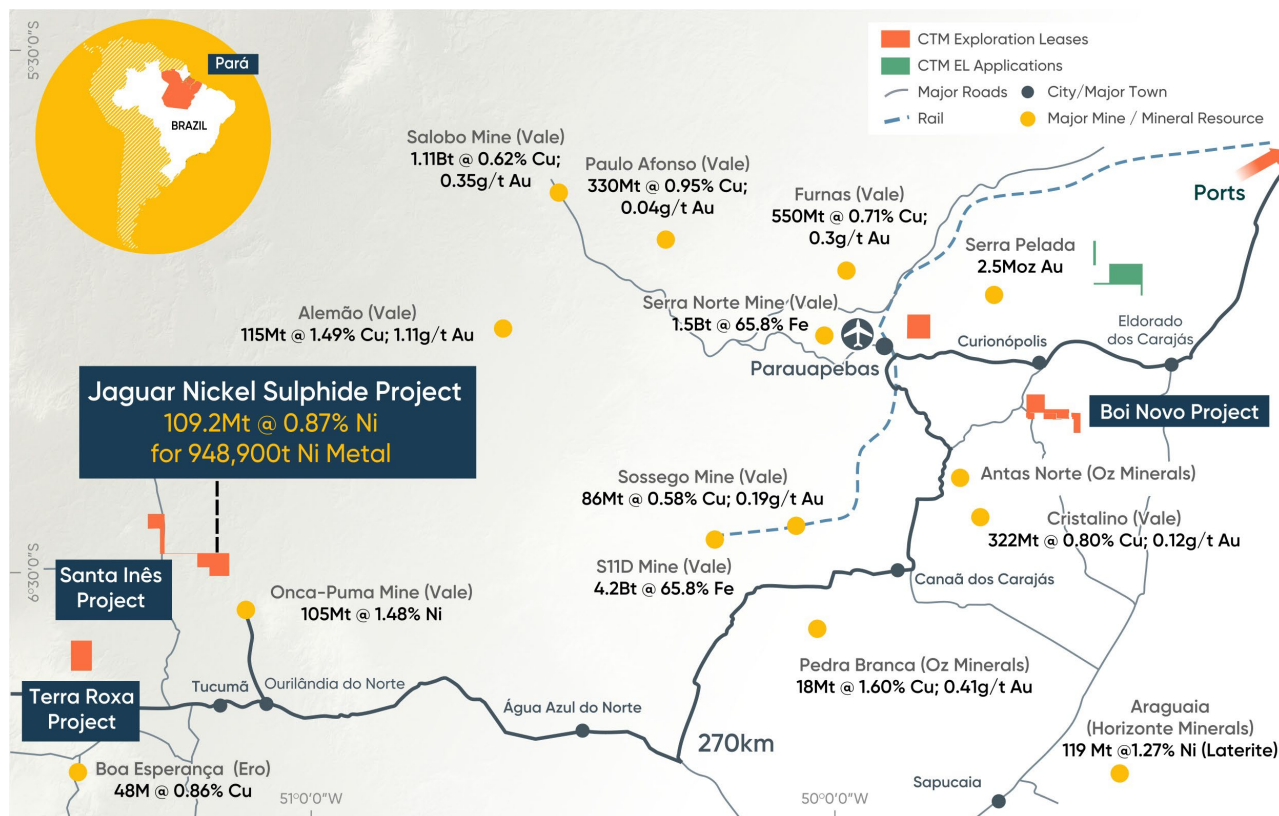 5º30'0"S
Pará
BRAZIL
CTM Exploration Leases
CTM EL Applications
Major Roads
City/Major Town
Rail
Major Mine / Mineral Resource
Salobo Mine (Vale)
1.11Bt @ 0.62% Cu;
0.35g/t Au
Paulo Afonso (Vale)
330Mt @ 0.95% Cu;
0.04g/t Au
Furnas (Vale)
550Mt @ 0.71% Cu;
0.3g/t Au
Ports
Serra Pelada
2.5Moz Au
Alemão (Vale)
115Mt @ 1.49% Cu; 1.11g/t Au
Serra Norte Mine (Vale)
1.5Bt @ 65.8% Fe
Parauapebas
Curionópolis
Eldorado
dos Carajás
Jaguar Nickel Sulphide Project
109.2Mt @ 0.87% Ni
for 948,900t Ni Metal
Boi Novo Project
Sossego Mine (Vale)
86Mt @ 0.58% Cu; 0.19g/t Au
Antas Norte (Oz Minerals)
Cristalino (Vale)
322Mt @ 0.80% Cu; 0.12g/t Au
6º30'0"S
Santa Inês
Project
S11D Mine (Vale)
4.2Bt @ 65.8% Fe
Canaã dos Carajás
Onca-Puma Mine (Vale)
105Mt @ 1.48% Ni
Pedra Branca (Oz Minerals)
18Mt @ 1.60% Cu; 0.41g/t Au
Terra Roxa
Project
Tucumã
Ourilândia do Norte
Água Azul do Norte
270km
Araguaia
(Horizonte Minerals)
119 Mt @1.27% Ni (Laterite)
Boa Esperança (Ero)
48M @ 0.86% Cu
Sapucaia
51º0'0"W
50º0'0"W